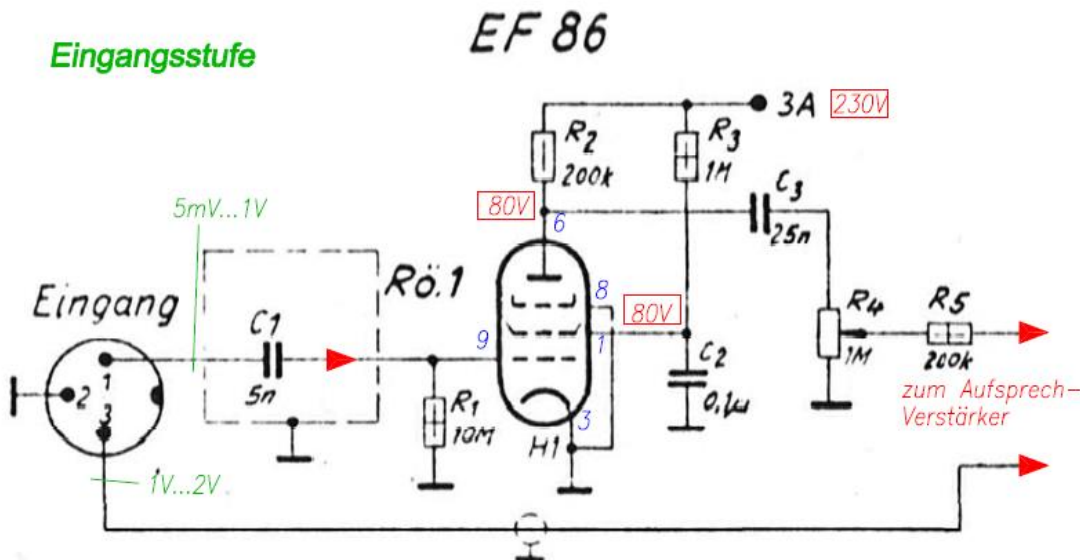 EF 86
Eingangsstufe
3A 230V
R2
200k
R3
1M
5mV...1V
80V
6
C3
25n
Eingang
Rö.1
8
80V
R4
1M
R5
200k
C1
5n
9
1
1
2
3
R1
10M
C2
0,1µ
3
H1
zum Aufsprech-
Verstärker
1V...2V